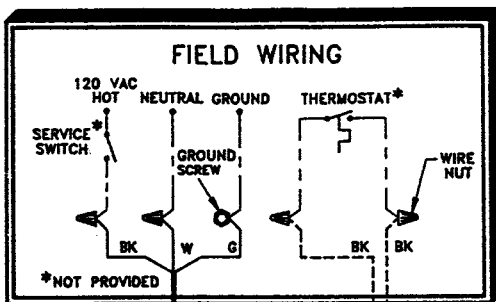 FIELD WIRING
120 VAC
HOT
NEUTRAL
GROUND
THERMOSTAT*
SERVICE*
SWITCH
GROUND
SCREW
WIRE
NUT
BK
W
G
BK
BK
*NOT PROVIDED